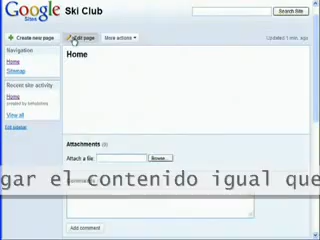 Google Sites
Ski Club
Search Site
Create new page
Edit page
More actions
Updated 1 min. ago
Navigation
Home
Sitemap
Recent site activity
Home
View all
Home
Attachments (0)
Attach a file:
Browse...
gar el contenido igual que
Add comment